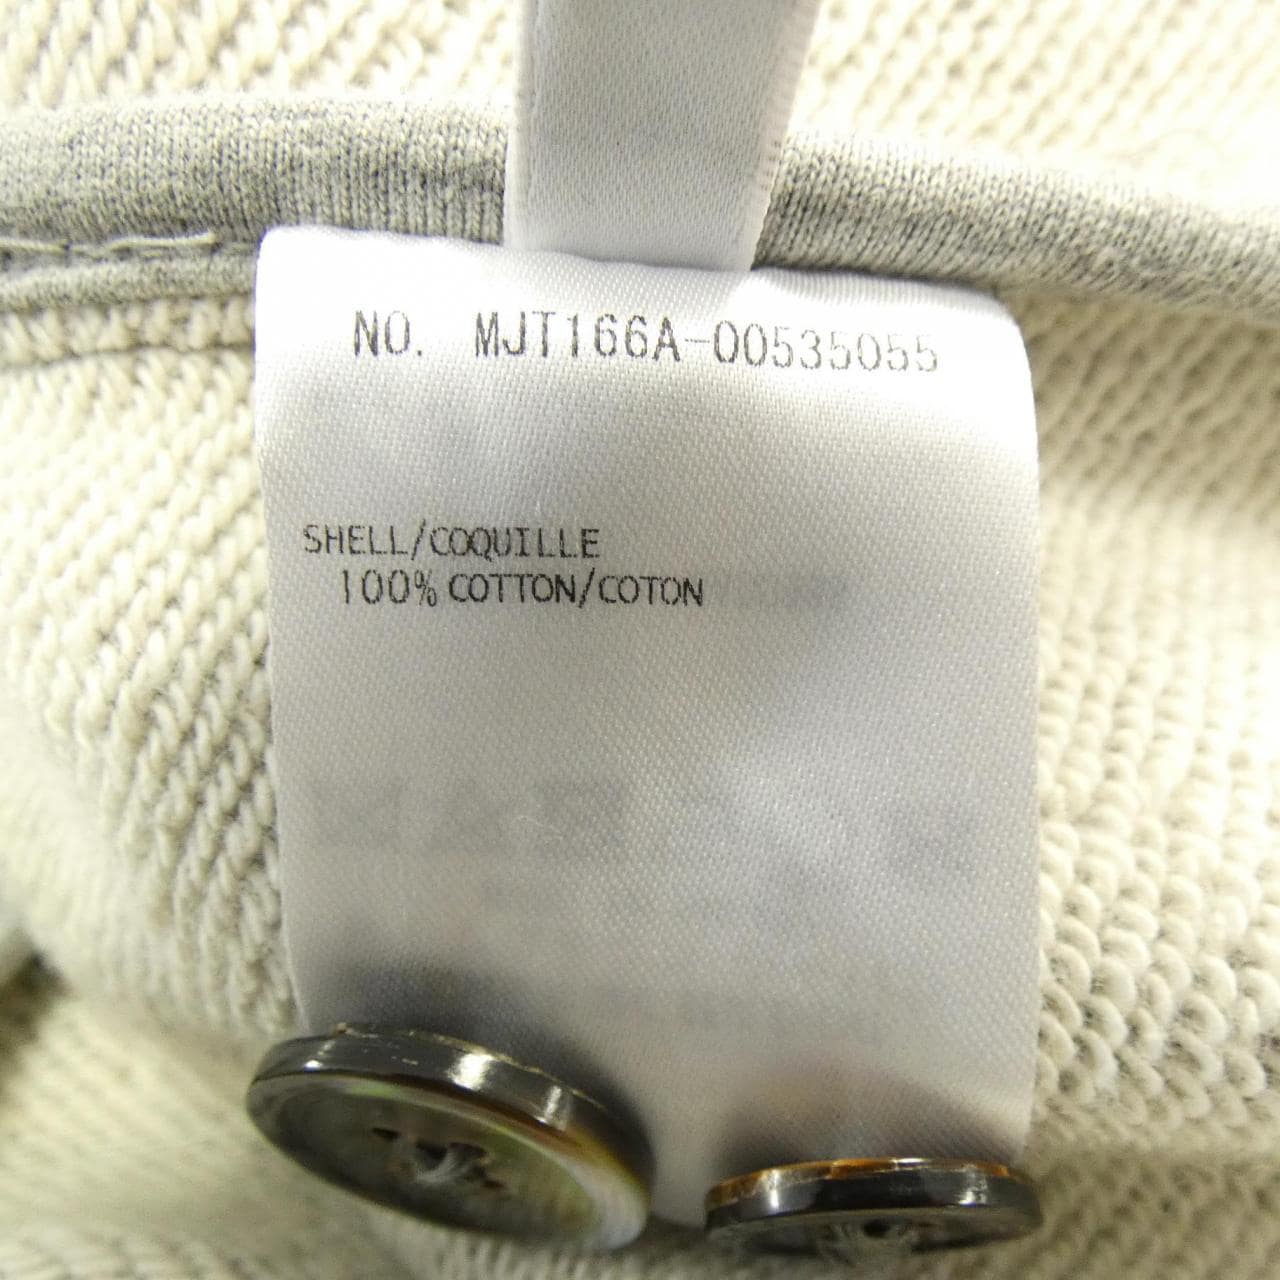 NO. MJT166A-00535055
SHELL/COQUILLE
100% COTTON/COTON